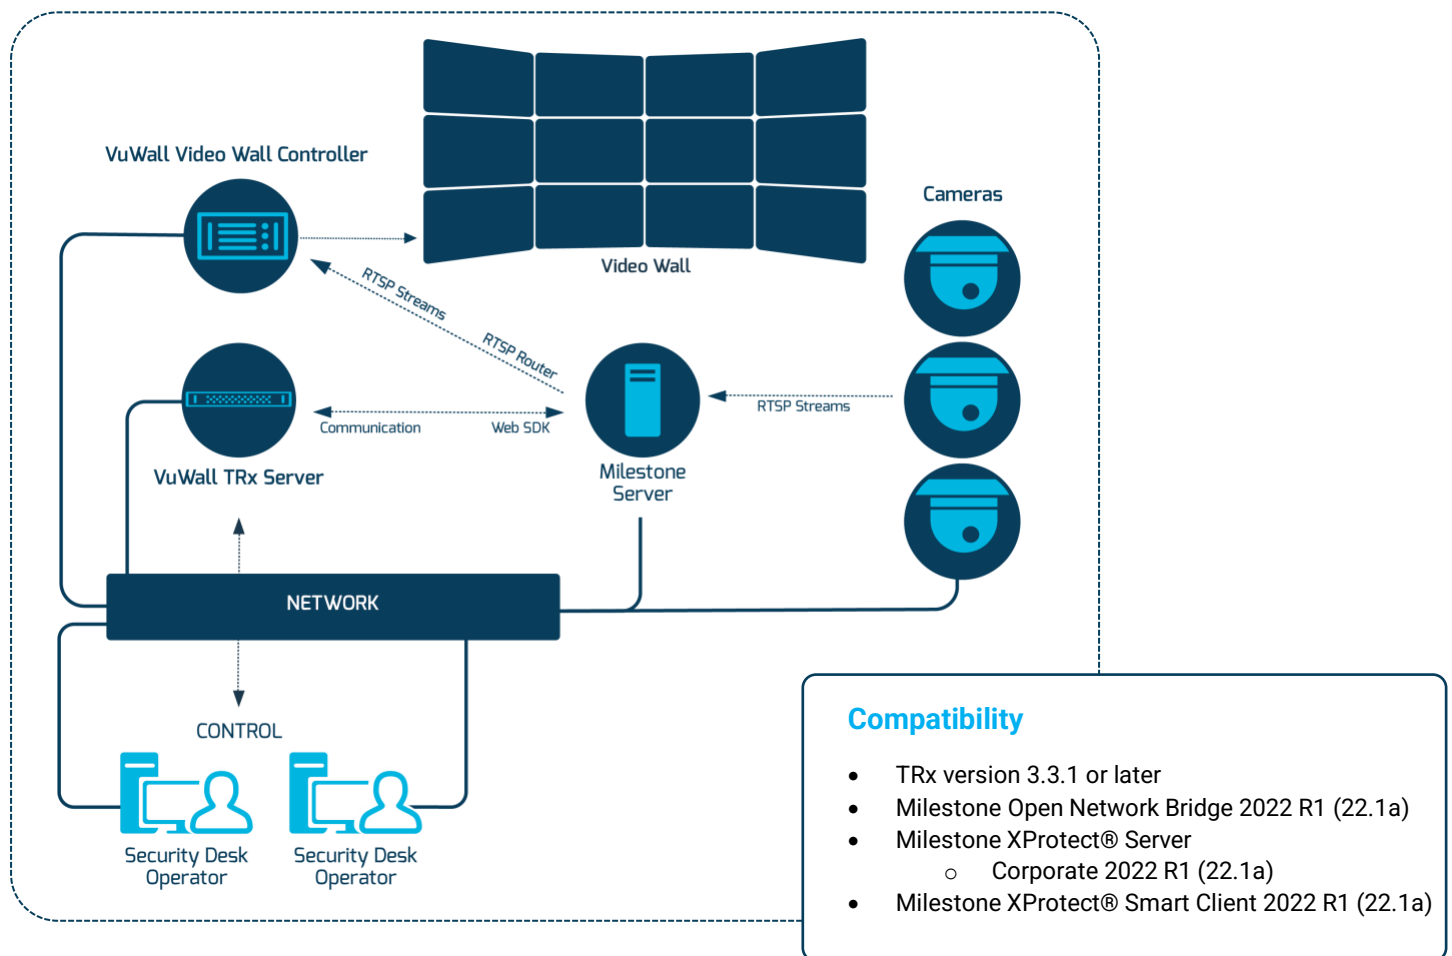 VuWall Video Wall Controller
Cameras
Video Wall
RTSP Streams
RTSP Router
RTSP Streams
Communication
Web SDK
VuWall TRx Server
Milestone
Server
NETWORK
CONTROL
Security Desk
Operator
Security Desk
Operator
Compatibility
• TRx version 3.3.1 or later
• Milestone Open Network Bridge 2022 R1 (22.1a)
• Milestone XProtect® Server
o Corporate 2022 R1 (22.1a)
• Milestone XProtect® Smart Client 2022 R1 (22.1a)